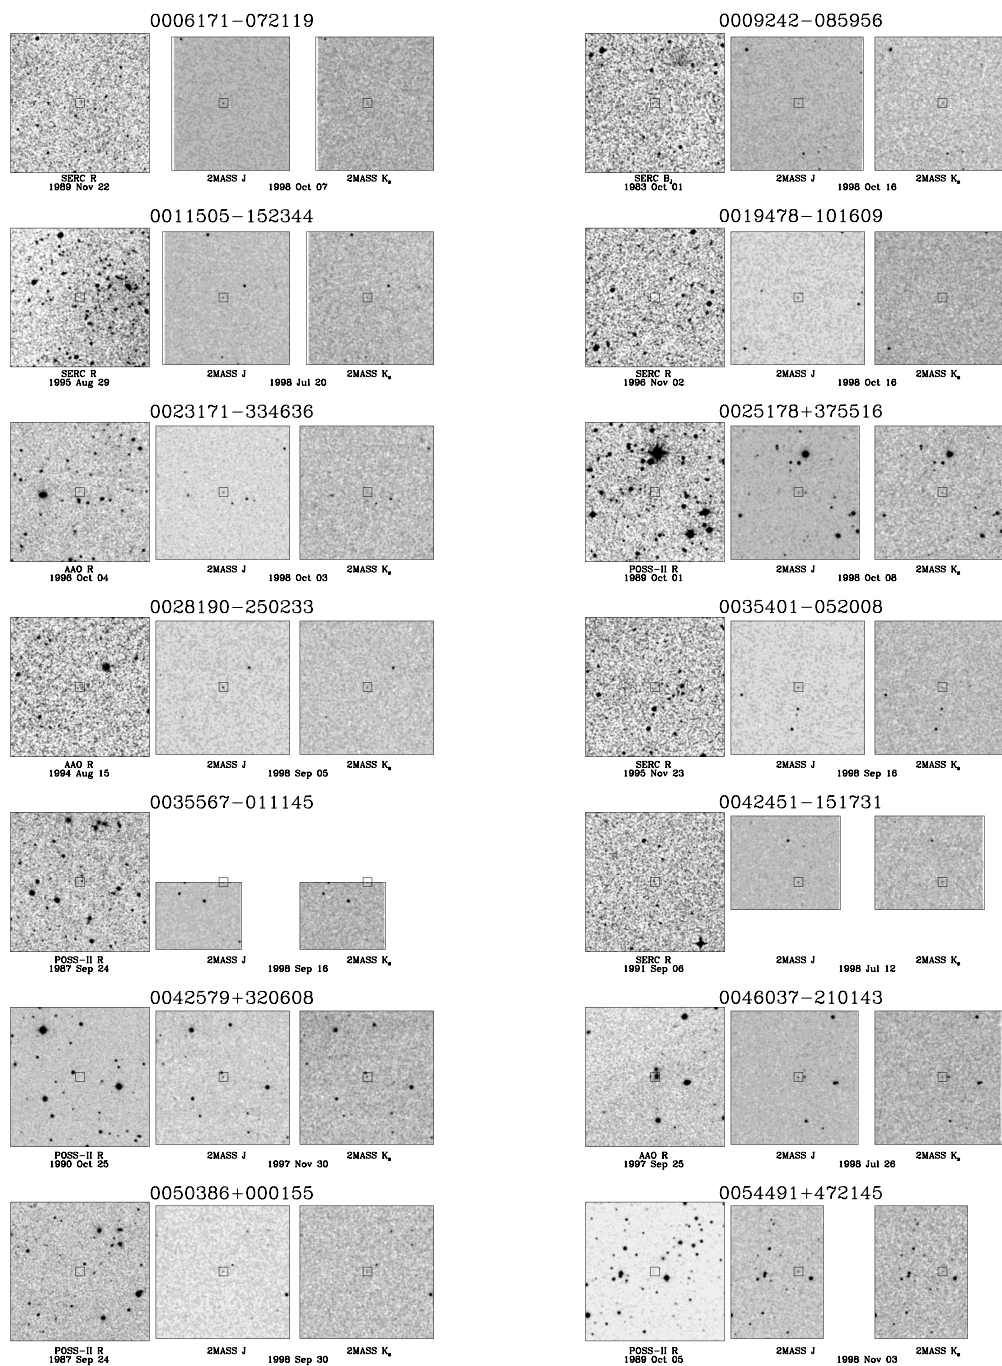 0006171−072119
SERC R 2MASS J 2MASS Ks
1989 Nov 22 1998 Oct 07
0009242−085956
SERC BJ 2MASS J 2MASS Ks
1983 Oct 01 1998 Oct 16
0011505−152344
SERC R 2MASS J 2MASS Ks
1995 Aug 29 1998 Jul 20
0019478−101609
SERC R 2MASS J 2MASS Ks
1996 Nov 02 1998 Oct 16
0023171−334636
AAO R 2MASS J 2MASS Ks
1996 Oct 04 1998 Oct 03
0025178+375516
POSS−II R 2MASS J 2MASS Ks
1989 Oct 01 1998 Oct 08
0028190−250233
AAO R 2MASS J 2MASS Ks
1994 Aug 15 1998 Sep 05
0035401−052008
SERC R 2MASS J 2MASS Ks
1995 Nov 23 1998 Sep 16
0035567−011145
POSS−II R 2MASS J 2MASS Ks
1987 Sep 24 1998 Sep 16
0042451−151731
SERC R 2MASS J 2MASS Ks
1991 Sep 06 1998 Jul 12
0042579+320608
POSS−II R 2MASS J 2MASS Ks
1990 Oct 25 1997 Nov 30
0046037−210143
AAO R 2MASS J 2MASS Ks
1997 Sep 25 1998 Jul 26
0050386+000155
POSS−II R 2MASS J 2MASS Ks
1987 Sep 24 1998 Sep 30
0054491+472145
POSS−II R 2MASS J 2MASS Ks
1989 Oct 05 1998 Nov 03